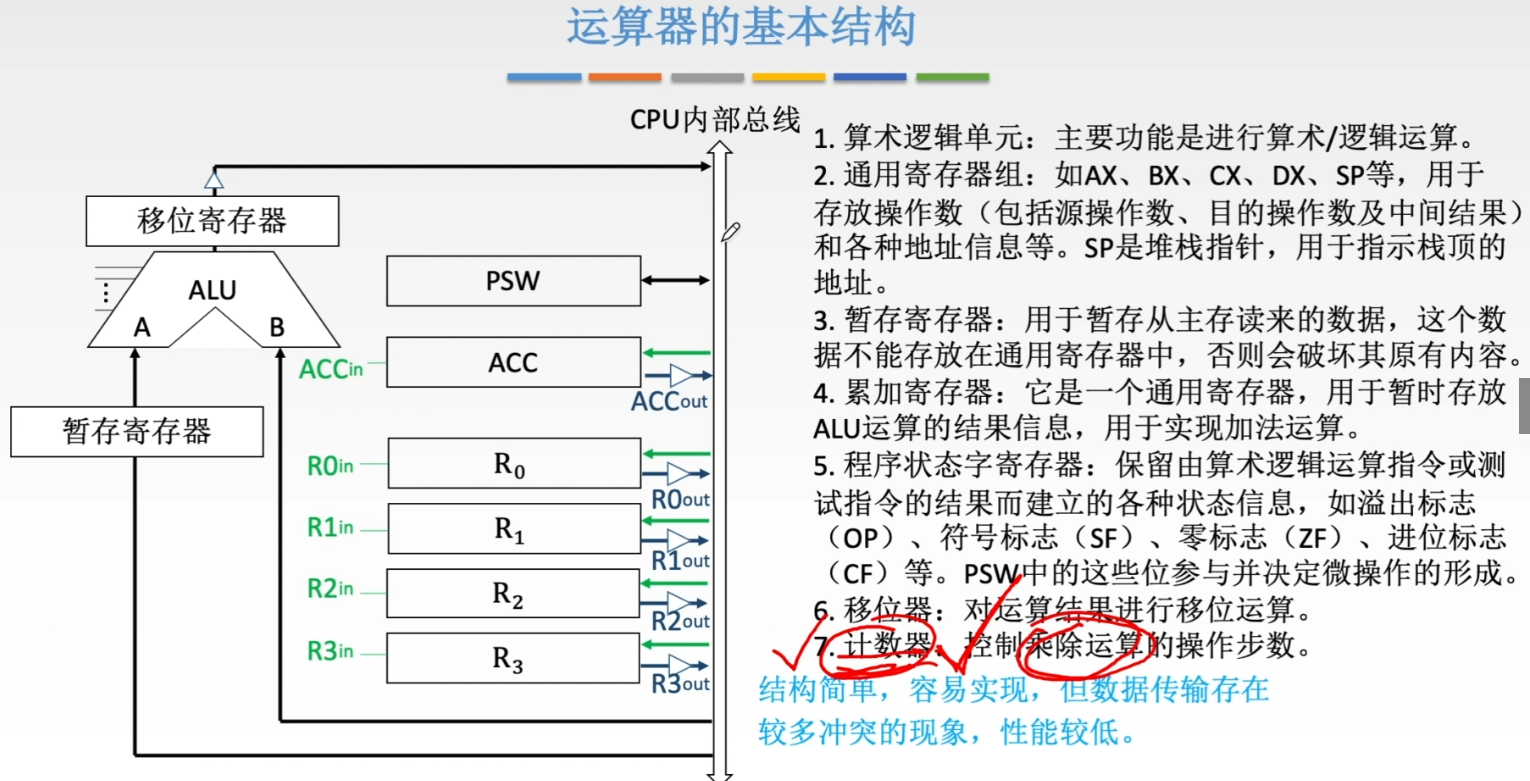 运算器的基本结构
CPU内部总线
移位寄存器
ALU
A
B
暂存寄存器
PSW
ACCin
ACC
ACCout
R0in
R₀
R0out
R1in
R₁
R1out
R2in
R₂
R2out
R3in
R₃
R3out
1. 算术逻辑单元：主要功能是进行算术/逻辑运算。
2. 通用寄存器组：如AX、BX、CX、DX、SP等，用于
存放操作数（包括源操作数、目的操作数及中间结果）
和各种地址信息等。SP是堆栈指针，用于指示栈顶的
地址。
3. 暂存寄存器：用于暂存从主存读来的数据，这个数
据不能存放在通用寄存器中，否则会破坏其原有内容。
4. 累加寄存器：它是一个通用寄存器，用于暂时存放
ALU运算的结果信息，用于实现加法运算。
5. 程序状态字寄存器：保留由算术逻辑运算指令或测
试指令的结果而建立的各种状态信息，如溢出标志
（OP）、符号标志（SF）、零标志（ZF）、进位标志
（CF）等。PSW中的这些位参与并决定微操作的形成。
6. 移位器：对运算结果进行移位运算。
7. 计数器：控制乘除运算的操作步数。
结构简单，容易实现，但数据传输存在
较多冲突的现象，性能较低。